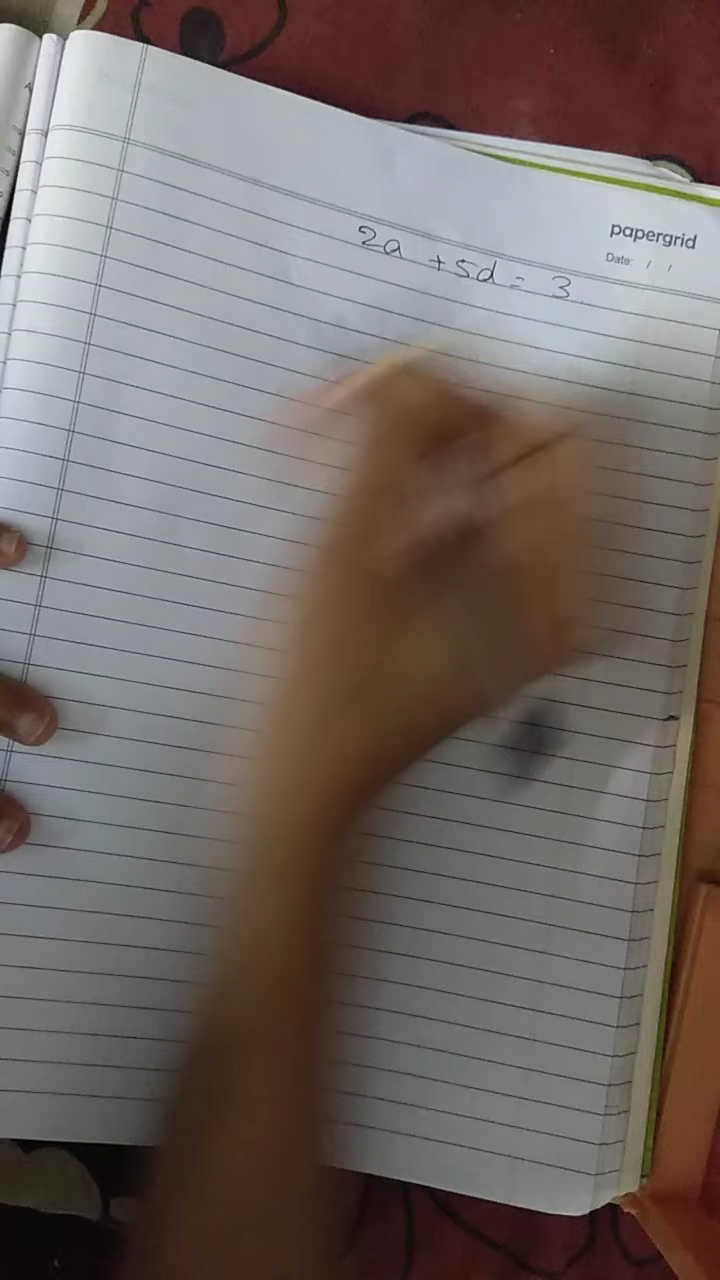 papergrid
Date: / /
2a + 5d = 3